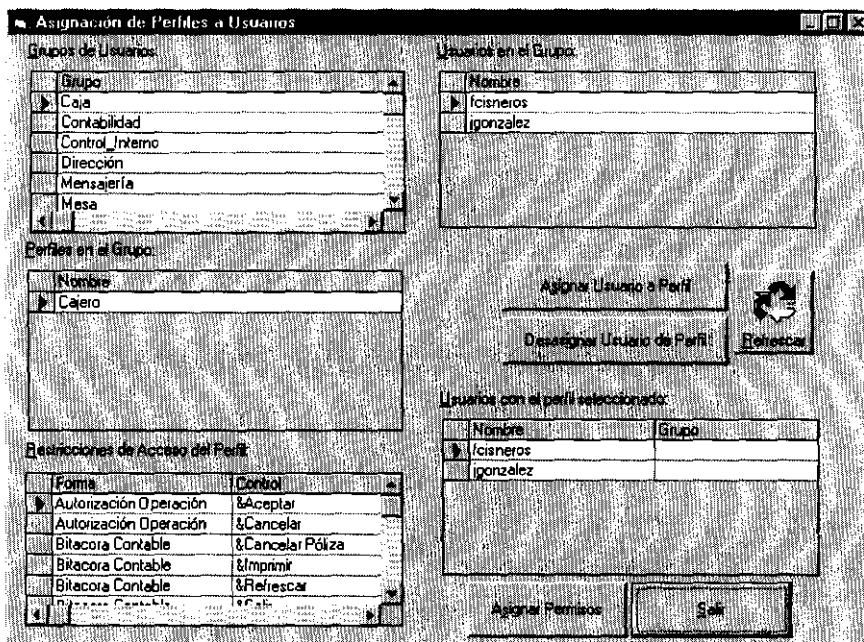 Asignación de Perfiles a Usuarios
Grupos de Usuarios:
Grupo
Caja
Contabilidad
Control_Interno
Dirección
Mensajería
Mesa
Perfiles en el Grupo:
Nombre
Cajero
Restricciones de Acceso del Perfil:
Forma Control
Autorización Operación &Aceptar
Autorización Operación &Cancelar
Bitacora Contable &Cancelar Póliza
Bitacora Contable &Imprimir
Bitacora Contable &Refrescar
Usuarios en el Grupo:
Nombre
fcisneros
jgonzalez
Asignar Usuario a Perfil
Desasignar Usuario de Perfil
Refrescar
Usuarios con el perfil seleccionado:
Nombre Grupo
fcisneros
jgonzalez
Asignar Permisos
Salir